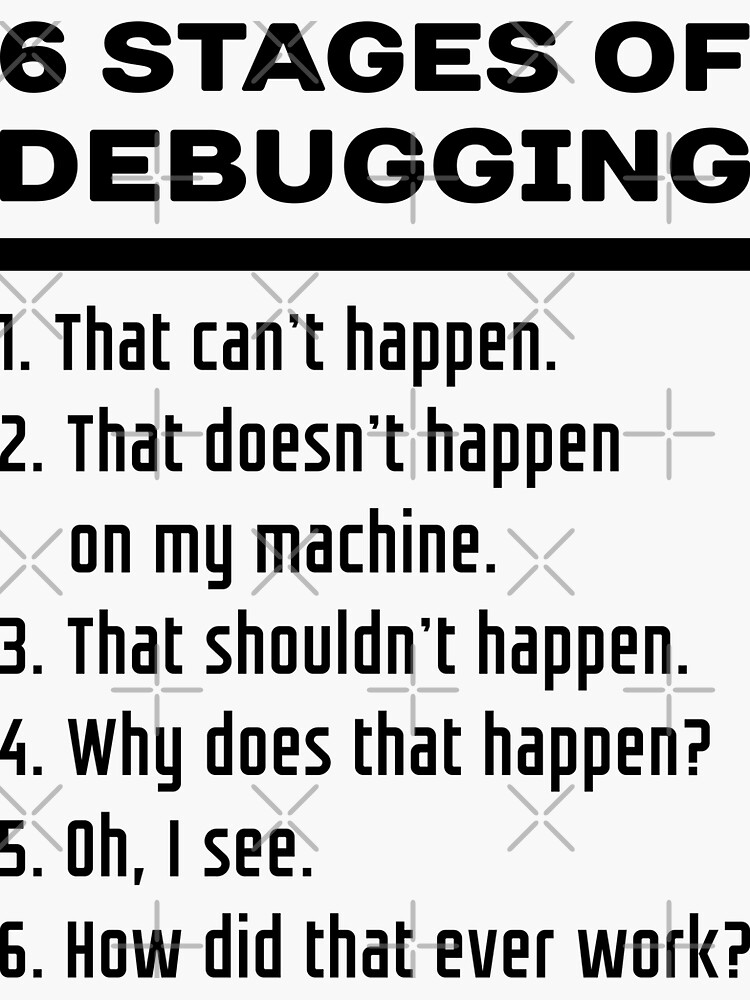 6 STAGES OF
DEBUGGING
1. That can't happen.
2. That doesn't happen
on my machine.
3. That shouldn't happen.
4. Why does that happen?
5. Oh, I see.
6. How did that ever work?